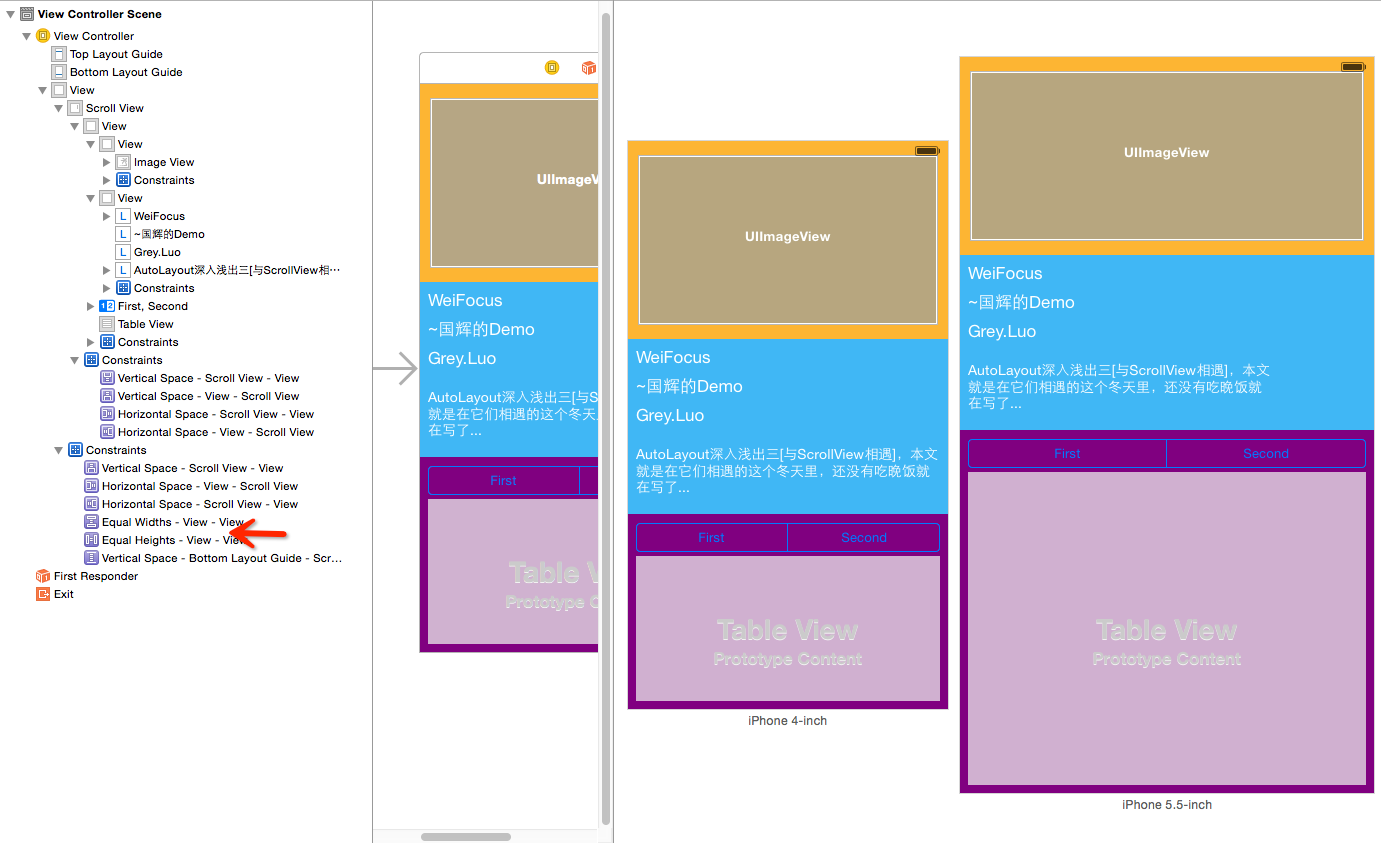 View Controller Scene
View Controller
Top Layout Guide
Bottom Layout Guide
View
Scroll View
View
View
Image View
Constraints
View
L WeiFocus
L ~国辉的Demo
L Grey.Luo
L AutoLayout深入浅出三[与ScrollView相…
Constraints
1 2 First, Second
Table View
Constraints
Constraints
Vertical Space - Scroll View - View
Vertical Space - View - Scroll View
Horizontal Space - Scroll View - View
Horizontal Space - View - Scroll View
Constraints
Vertical Space - Scroll View - View
Horizontal Space - View - Scroll View
Horizontal Space - Scroll View - View
Equal Widths - View - View
Equal Heights - View - View
Vertical Space - Bottom Layout Guide - Scr…
First Responder
Exit
UIImageV
WeiFocus
~国辉的Demo
Grey.Luo
AutoLayout深入浅出三[与S
就是在它们相遇的这个冬天
在写了...
First
Table V
Prototype C
UIImageView
WeiFocus
~国辉的Demo
Grey.Luo
AutoLayout深入浅出三[与ScrollView相遇]，本文
就是在它们相遇的这个冬天里，还没有吃晚饭就
在写了...
First
Second
Table View
Prototype Content
iPhone 4-inch
UIImageView
WeiFocus
~国辉的Demo
Grey.Luo
AutoLayout深入浅出三[与ScrollView相遇]，本文
就是在它们相遇的这个冬天里，还没有吃晚饭就
在写了...
First
Second
Table View
Prototype Content
iPhone 5.5-inch